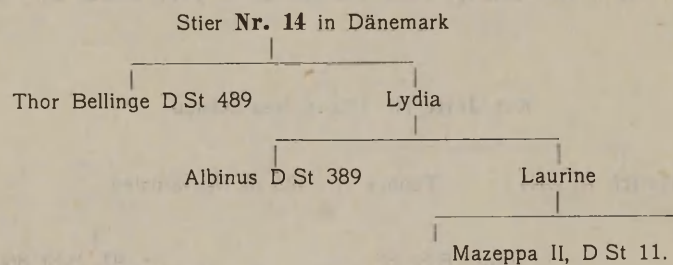 Stier Nr. 14 in Dänemark
Thor Bellinge D St 489 Lydia
Albinus D St 389 Laurine
Mazeppa II, D St 11.